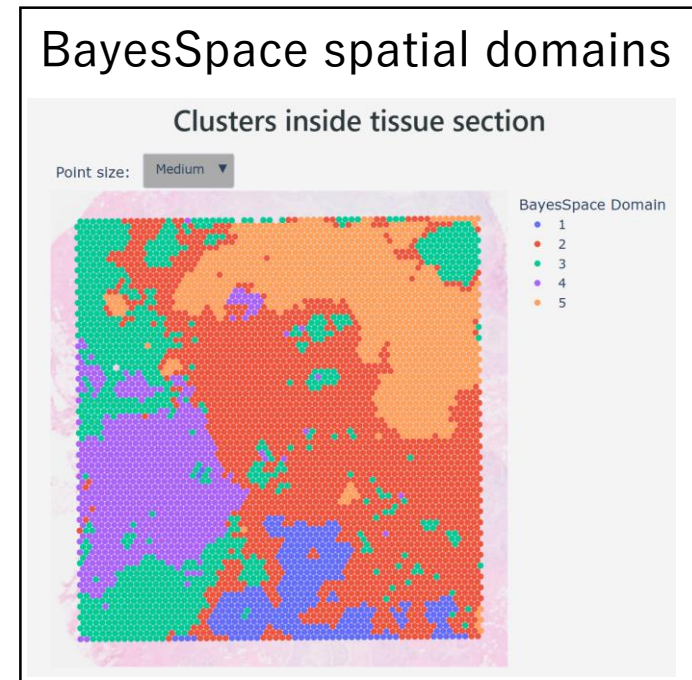 BayesSpace spatial domains
Clusters inside tissue section
Point size: Medium ▼
BayesSpace Domain
1
2
3
4
5